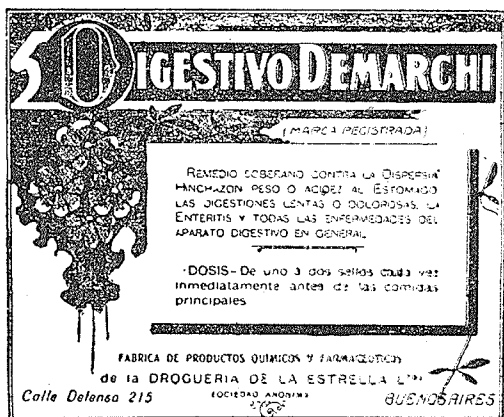 50 DIGESTIVO DEMARCHI
(MARCA REGISTRADA)
REMEDIO SOBERANO CONTRA LA DISPEPSIA
HINCHAZON PESO O ACIDEZ AL ESTOMAGO
LAS DIGESTIONES LENTAS O DOLOROSAS, LA
ENTERITIS Y TODAS LAS ENFERMEDADES DEL
APARATO DIGESTIVO EN GENERAL
·DOSIS- De uno a dos sellos cada vez
inmediatamente antes de las comidas
principales
FABRICA DE PRODUCTOS QUIMICOS Y FARMACEUTICOS
de la DROGUERIA DE LA ESTRELLA Lᵗᵈᵃ
SOCIEDAD ANONIMA
Calle Defensa 215 BUENOS AIRES